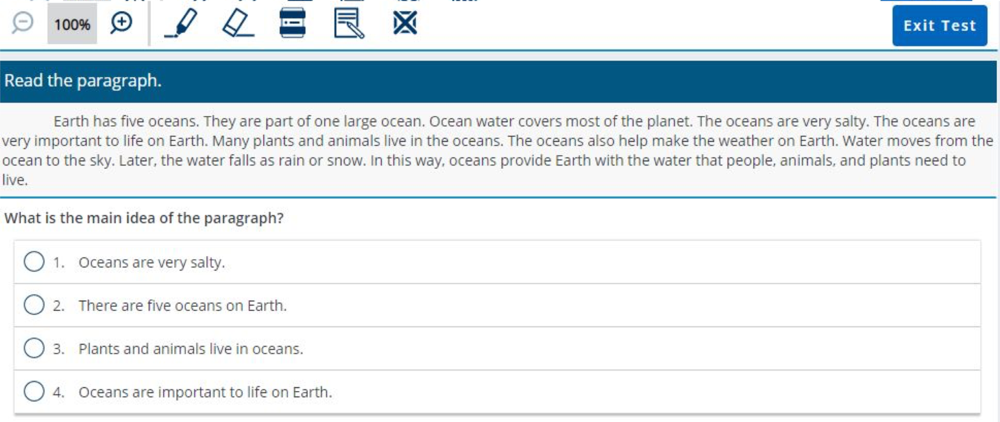 100%
Exit Test
Read the paragraph.
Earth has five oceans. They are part of one large ocean. Ocean water covers most of the planet. The oceans are very salty. The oceans are
very important to life on Earth. Many plants and animals live in the oceans. The oceans also help make the weather on Earth. Water moves from the
ocean to the sky. Later, the water falls as rain or snow. In this way, oceans provide Earth with the water that people, animals, and plants need to
live.
What is the main idea of the paragraph?
1. Oceans are very salty.
2. There are five oceans on Earth.
3. Plants and animals live in oceans.
4. Oceans are important to life on Earth.